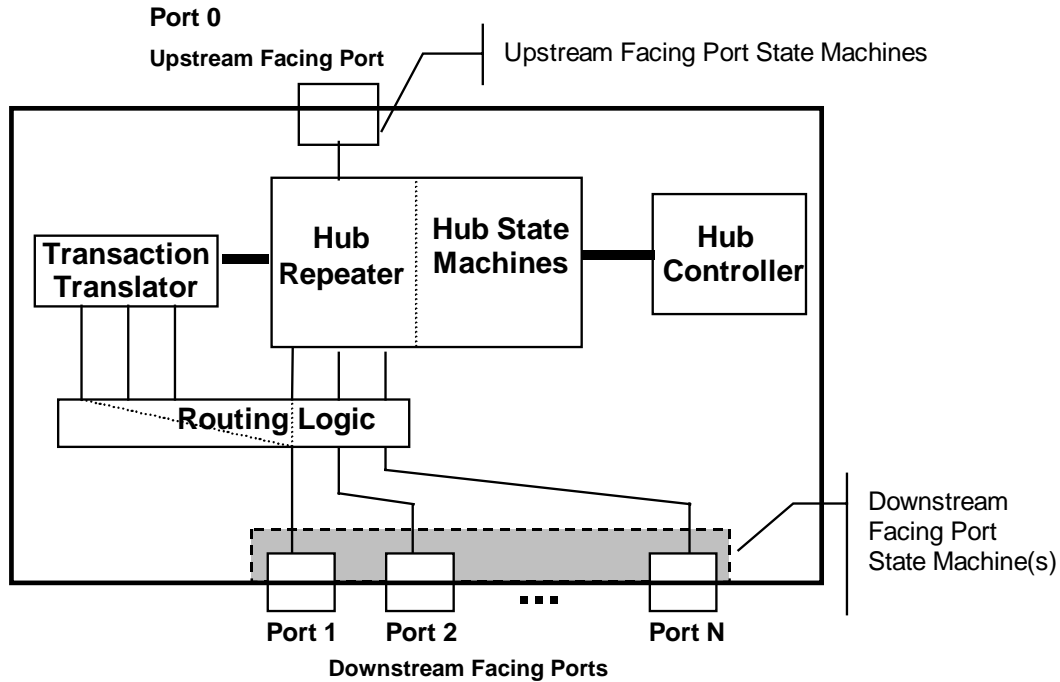 Port 0
Upstream Facing Port
Upstream Facing Port State Machines
Hub
Repeater
Hub State
Machines
Hub
Controller
Transaction
Translator
Routing Logic
Downstream
Facing Port
State Machine(s)
...
Port 1
Port 2
Port N
Downstream Facing Ports